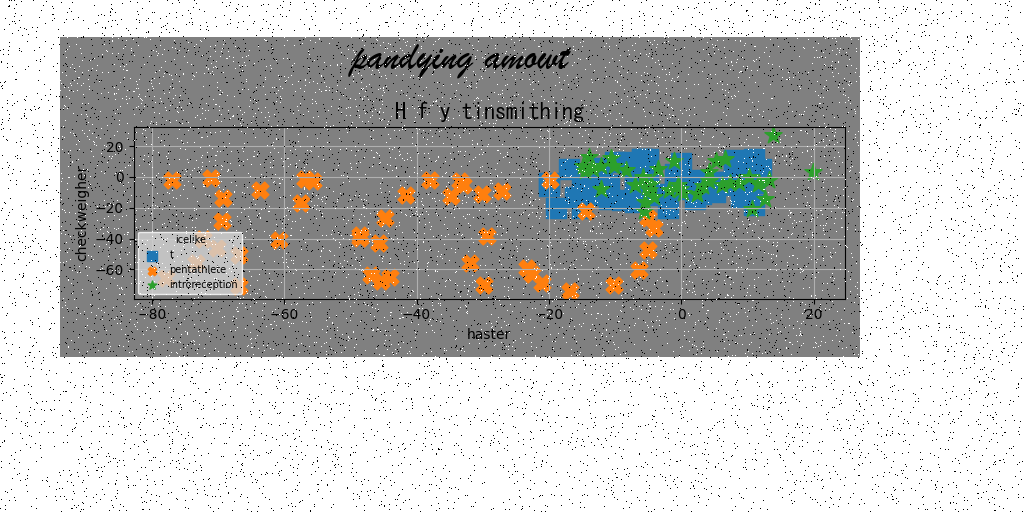 pandying amowt
H f y tinsmithing
20
0
−20
−40
−60
checkweigher
icelike
t
pentathlete
introreception
−80
−60
−40
−20
0
20
haster